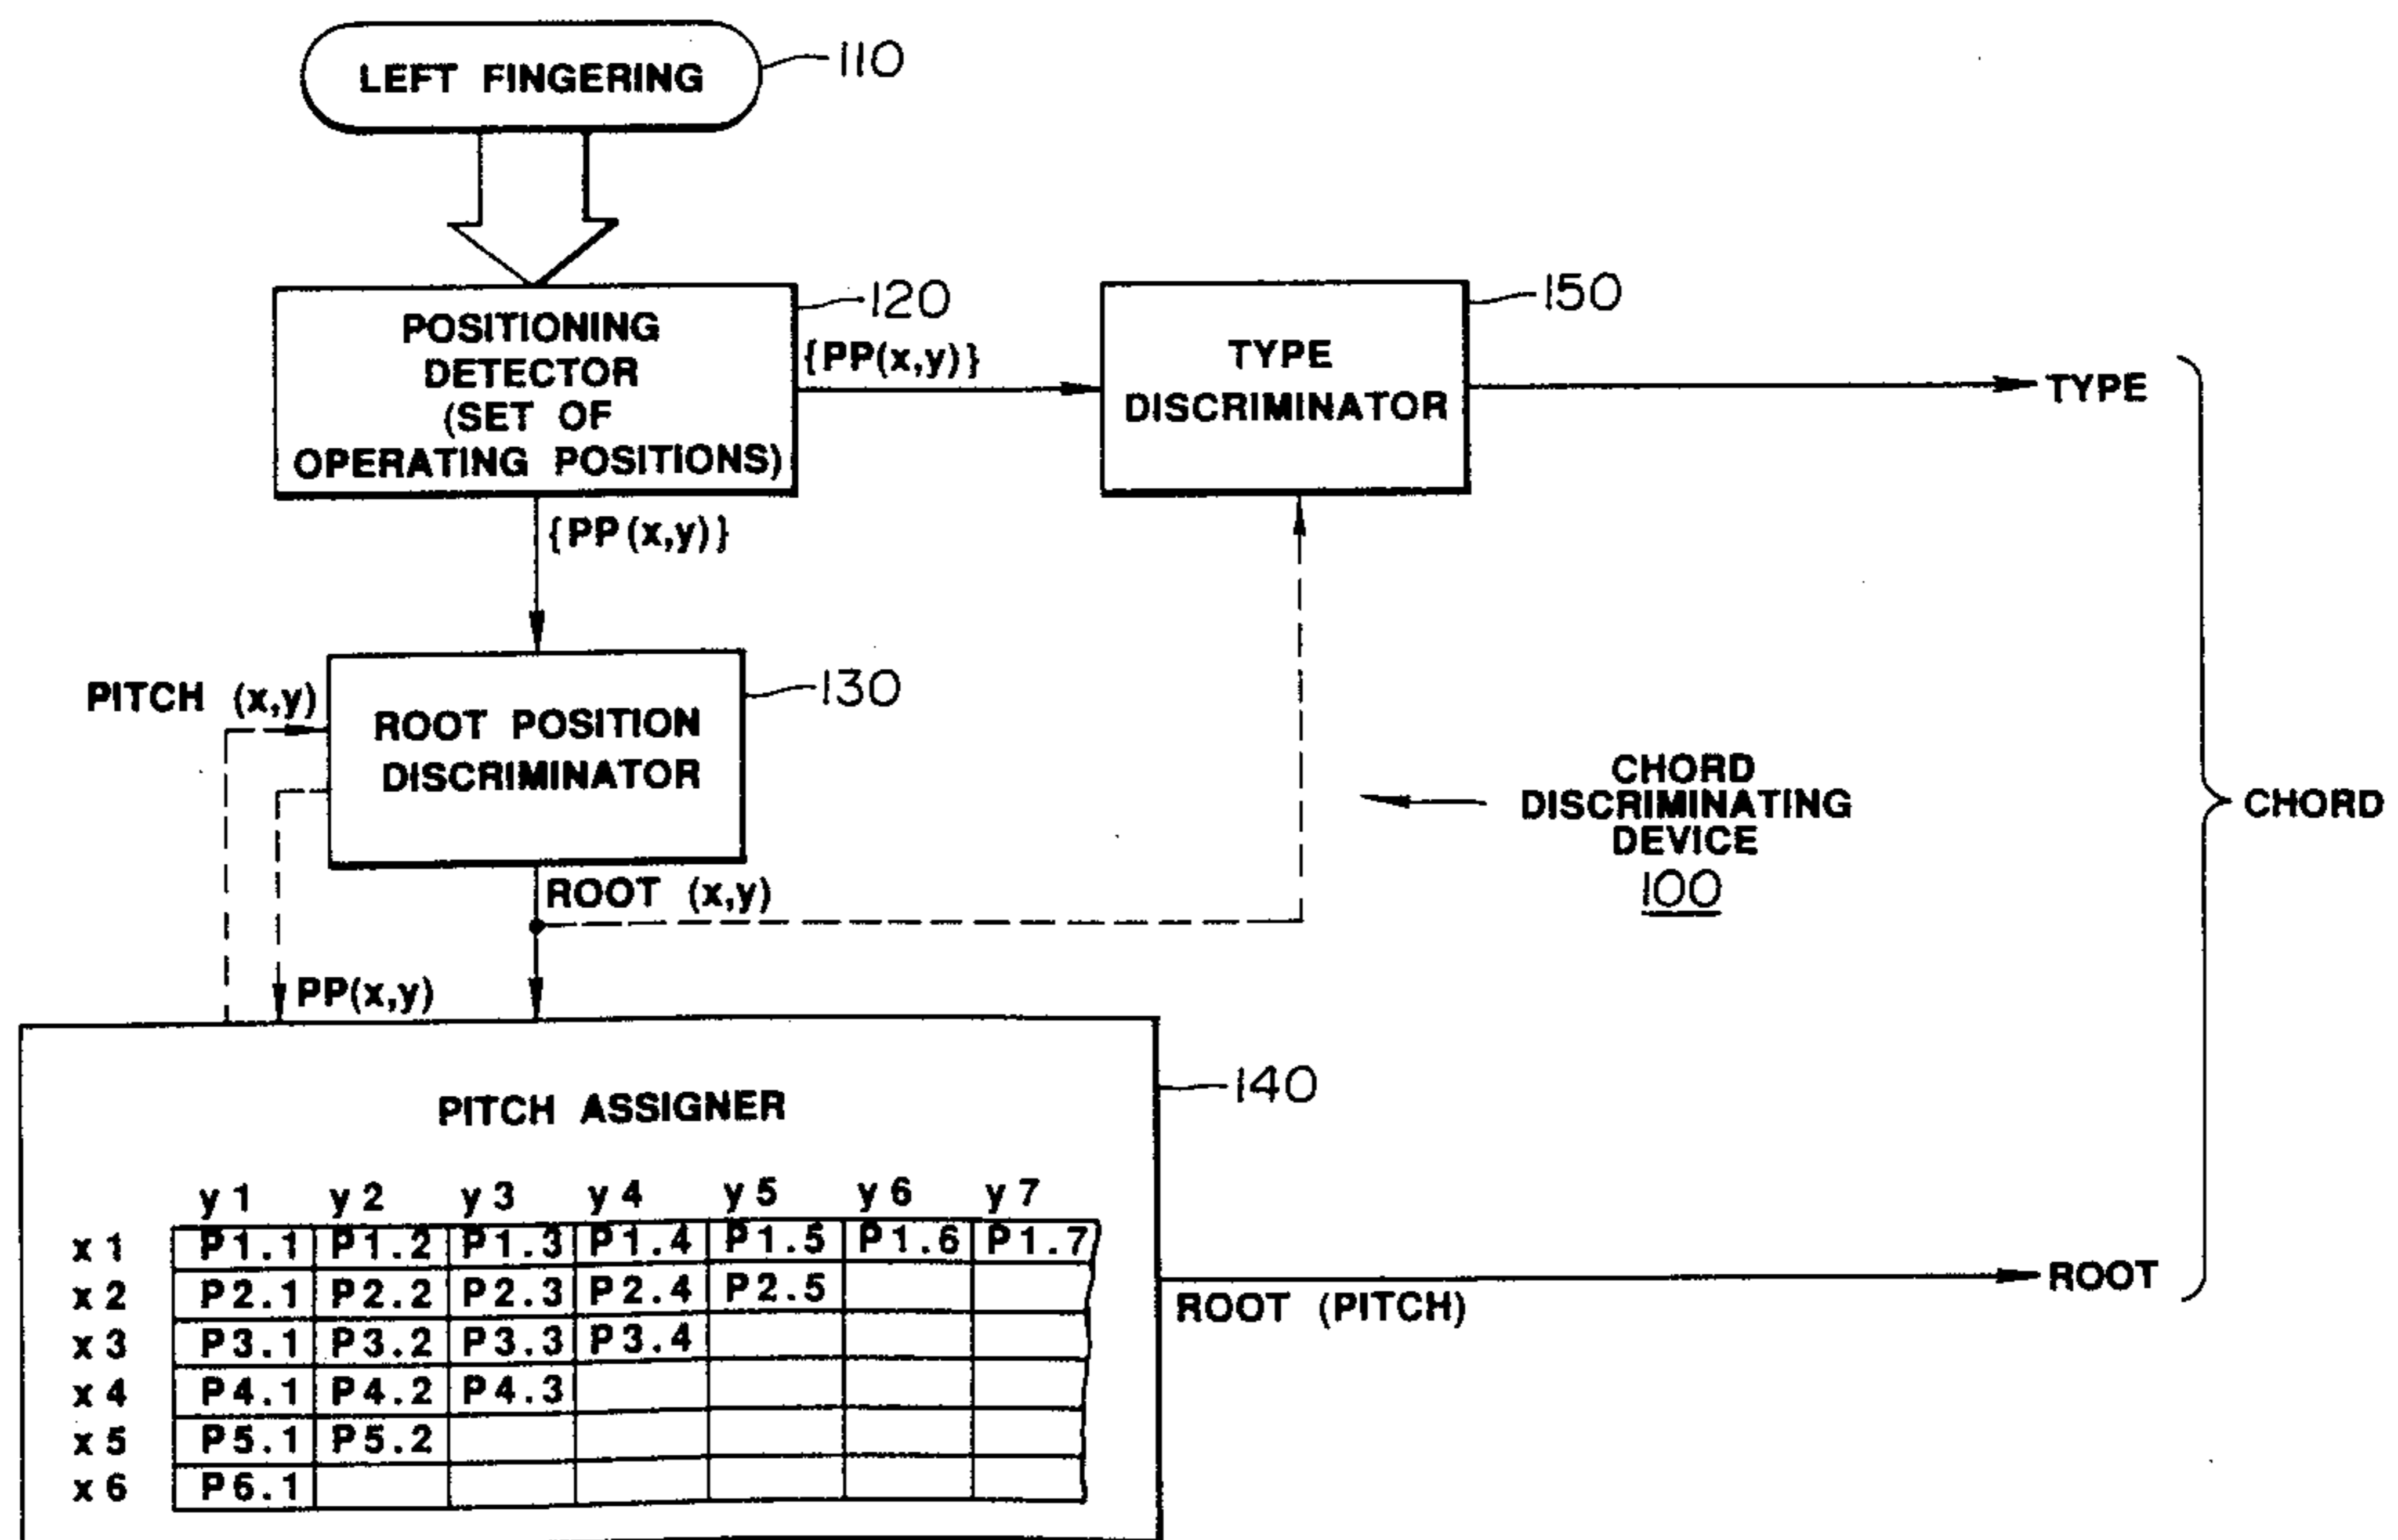 LEFT FINGERING
110
POSITIONING
DETECTOR
(SET OF
OPERATING POSITIONS)
120
{PP(x,y)}
TYPE
DISCRIMINATOR
150
TYPE
{PP(x,y)}
PITCH (x,y)
ROOT POSITION
DISCRIMINATOR
130
CHORD
DISCRIMINATING
DEVICE
100
CHORD
ROOT (x,y)
PP(x,y)
PITCH ASSIGNER
140
y1 y2 y3 y4 y5 y6 y7
x1 P1.1 P1.2 P1.3 P1.4 P1.5 P1.6 P1.7
x2 P2.1 P2.2 P2.3 P2.4 P2.5
x3 P3.1 P3.2 P3.3 P3.4
x4 P4.1 P4.2 P4.3
x5 P5.1 P5.2
x6 P6.1
ROOT (PITCH)
ROOT